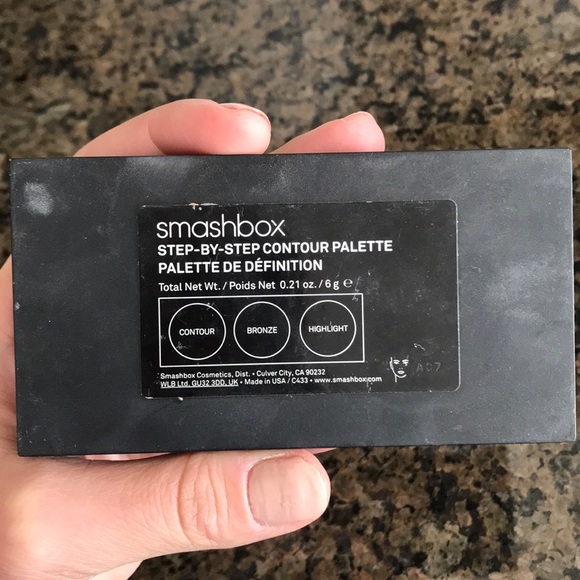 smashbox
STEP-BY-STEP CONTOUR PALETTE
PALETTE DE DÉFINITION
Total Net Wt. / Poids Net 0.21 oz. / 6 g ℮
CONTOUR BRONZE HIGHLIGHT
Smashbox Cosmetics, Dist. • Culver City, CA 90232
WLB Ltd, GU32 3DD, UK • Made in USA / C433 • www.smashbox.com
AD7